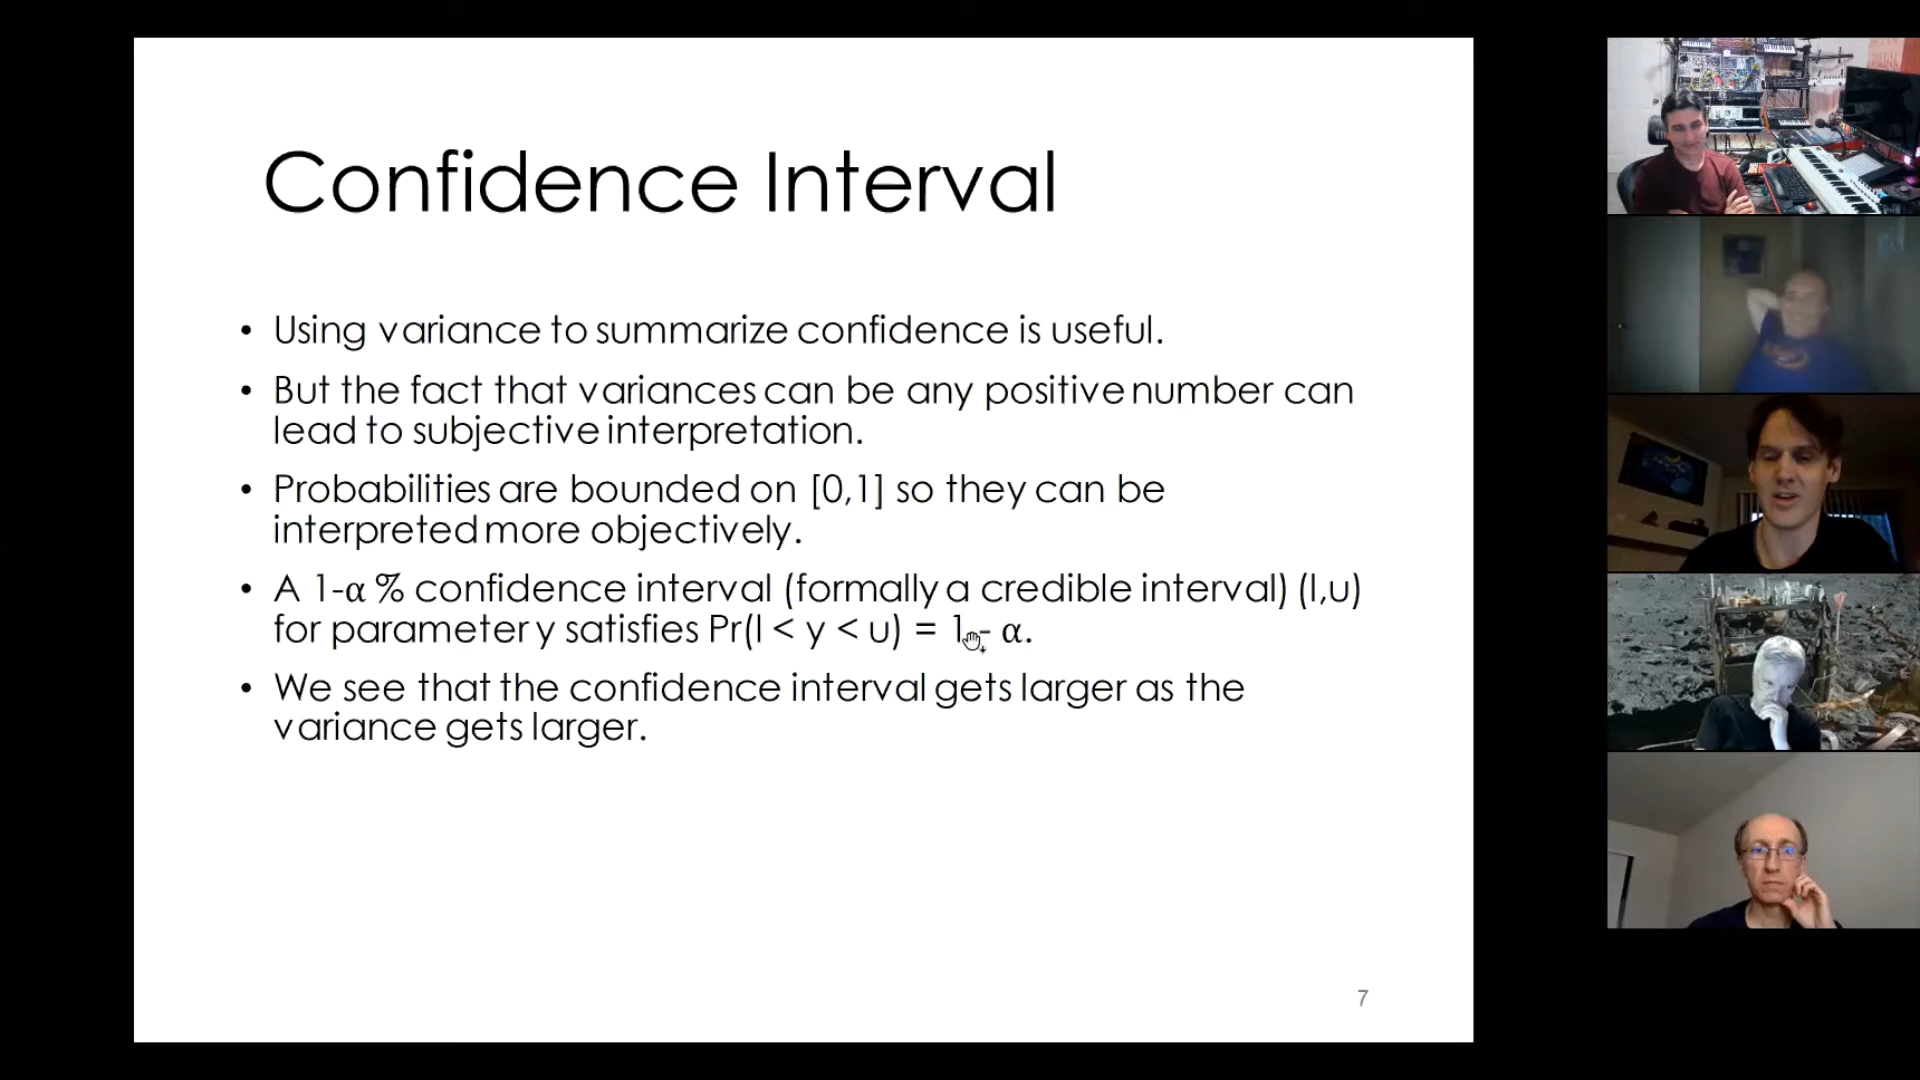 Confidence Interval
• Using variance to summarize confidence is useful.
• But the fact that variances can be any positive number can
lead to subjective interpretation.
• Probabilities are bounded on [0,1] so they can be
interpreted more objectively.
• A 1-α % confidence interval (formally a credible interval) (l,u)
for parameter y satisfies Pr(l < y < u) = 1 - α.
• We see that the confidence interval gets larger as the
variance gets larger.
7